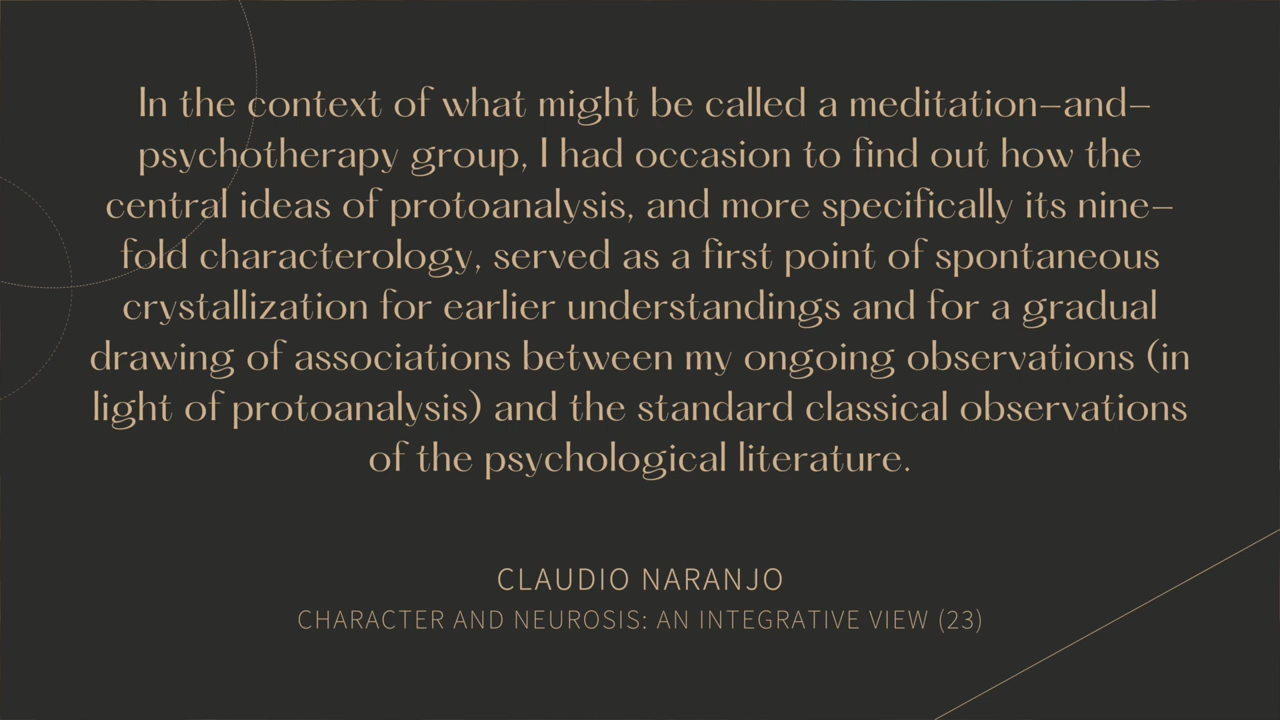 In the context of what might be called a meditation–and–
psychotherapy group, I had occasion to find out how the
central ideas of protoanalysis, and more specifically its nine–
fold characterology, served as a first point of spontaneous
crystallization for earlier understandings and for a gradual
drawing of associations between my ongoing observations (in
light of protoanalysis) and the standard classical observations
of the psychological literature.
CLAUDIO NARANJO
CHARACTER AND NEUROSIS: AN INTEGRATIVE VIEW (23)